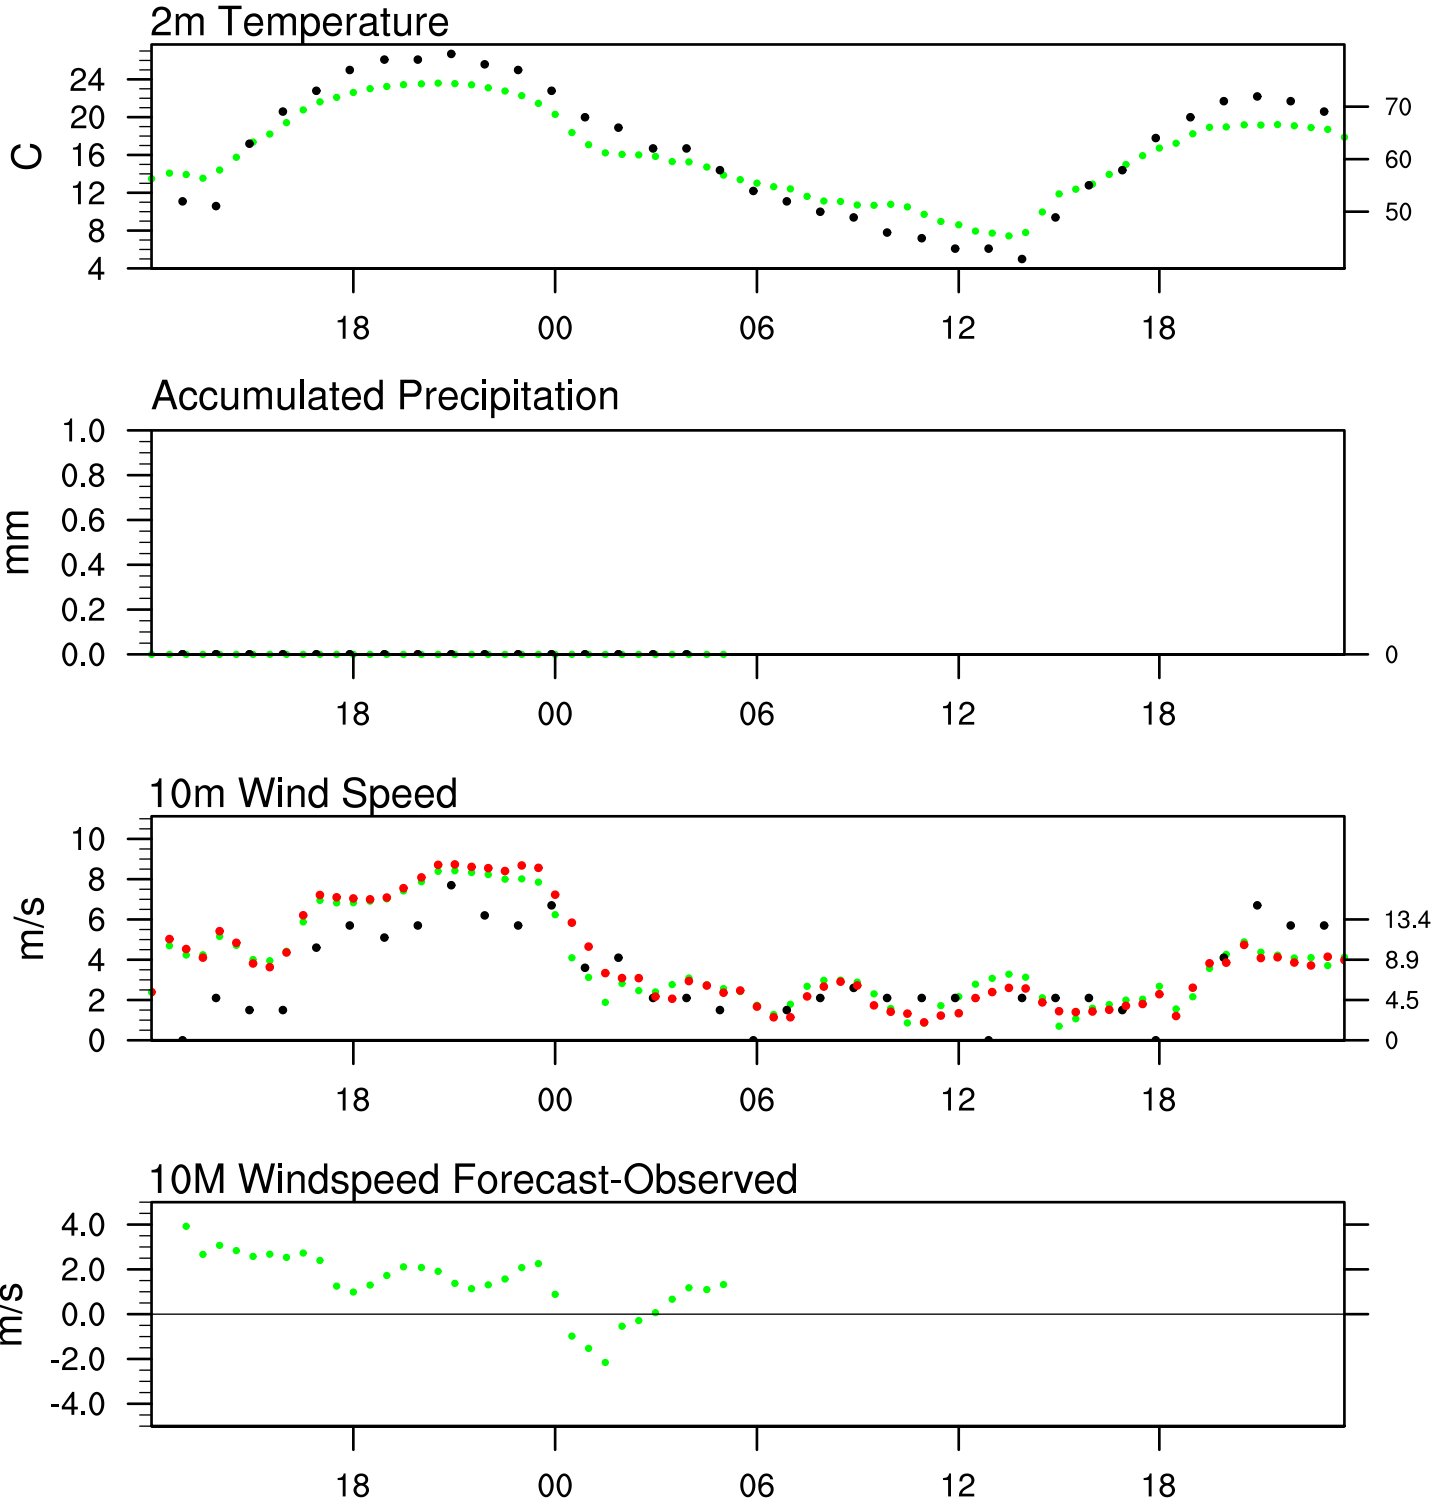 2m Temperature
24
20
16
12
8
4
C
70
60
50
18 00 06 12 18
Accumulated Precipitation
1.0
0.8
0.6
0.4
0.2
0.0
mm
0
18 00 06 12 18
10m Wind Speed
10
8
6
4
2
0
m/s
13.4
8.9
4.5
0
18 00 06 12 18
10M Windspeed Forecast-Observed
4.0
2.0
0.0
-2.0
-4.0
m/s
18 00 06 12 18